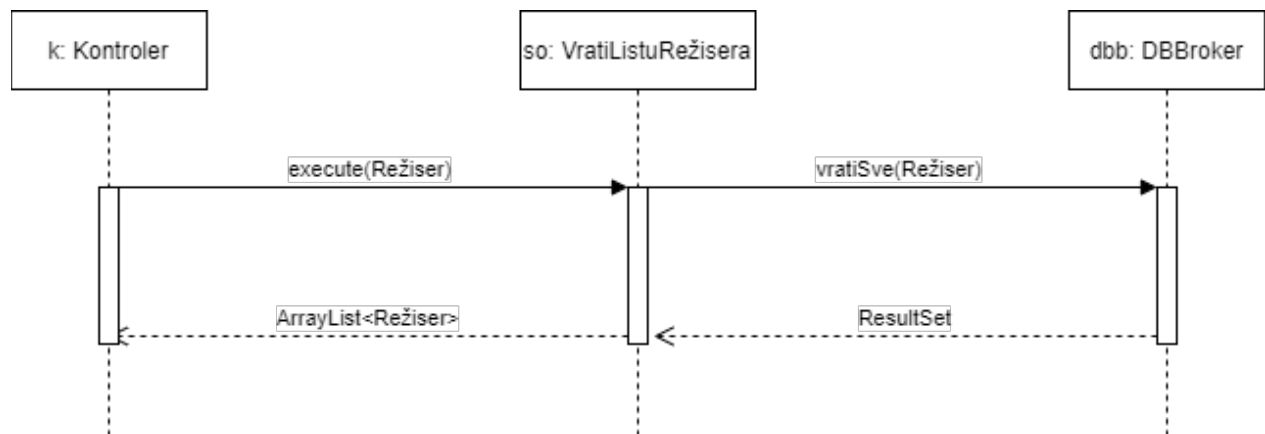 k: Kontroler
so: VratiListuRežisera
dbb: DBBroker
execute(Režiser)
vratiSve(Režiser)
ArrayList<Režiser>
ResultSet